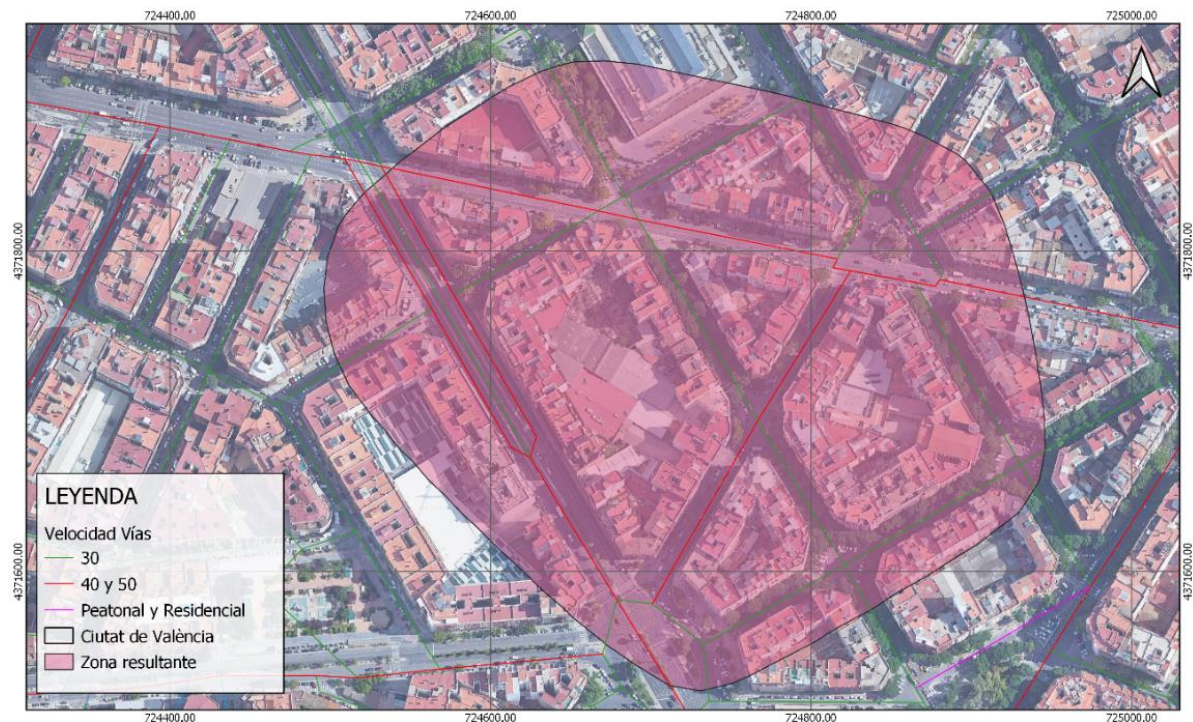 724400.00 724600.00 724800.00 725000.00
4371800.00 4371800.00
4371600.00 4371600.00
LEYENDA
Velocidad Vías
30
40 y 50
Peatonal y Residencial
Ciutat de València
Zona resultante
724400.00 724600.00 724800.00 725000.00